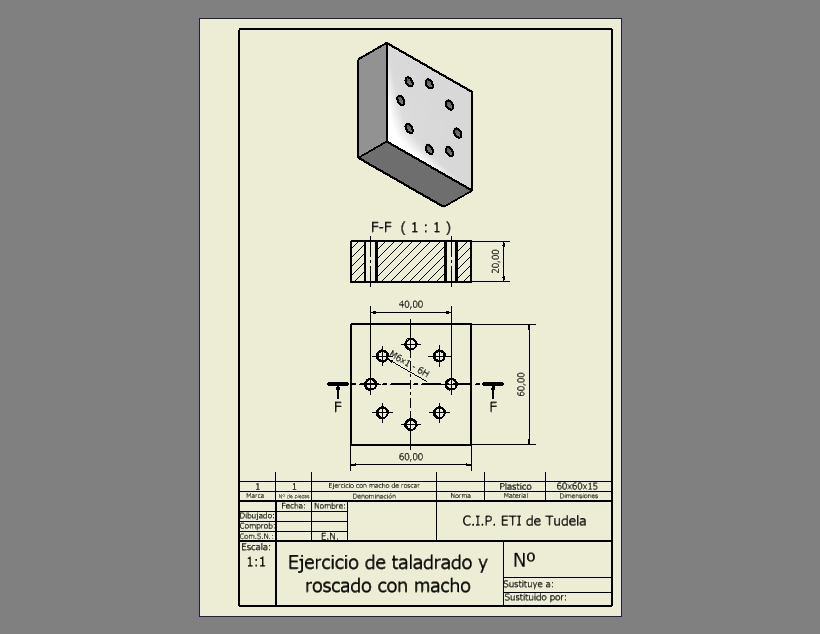 F-F ( 1 : 1 )
20,00
40,00
M6x1 - 6H
60,00
F
F
60,00
1 1 Ejercicio con macho de roscar Plastico 60x60x15
Marca Nº de piezas Denominación Norma Material Dimensiones
Fecha: Nombre:
Dibujado:
Comprob:
Com.S.N.: E.N.
C.I.P. ETI de Tudela
Escala:
1:1
Ejercicio de taladrado y
roscado con macho
Nº
Sustituye a:
Sustituido por: